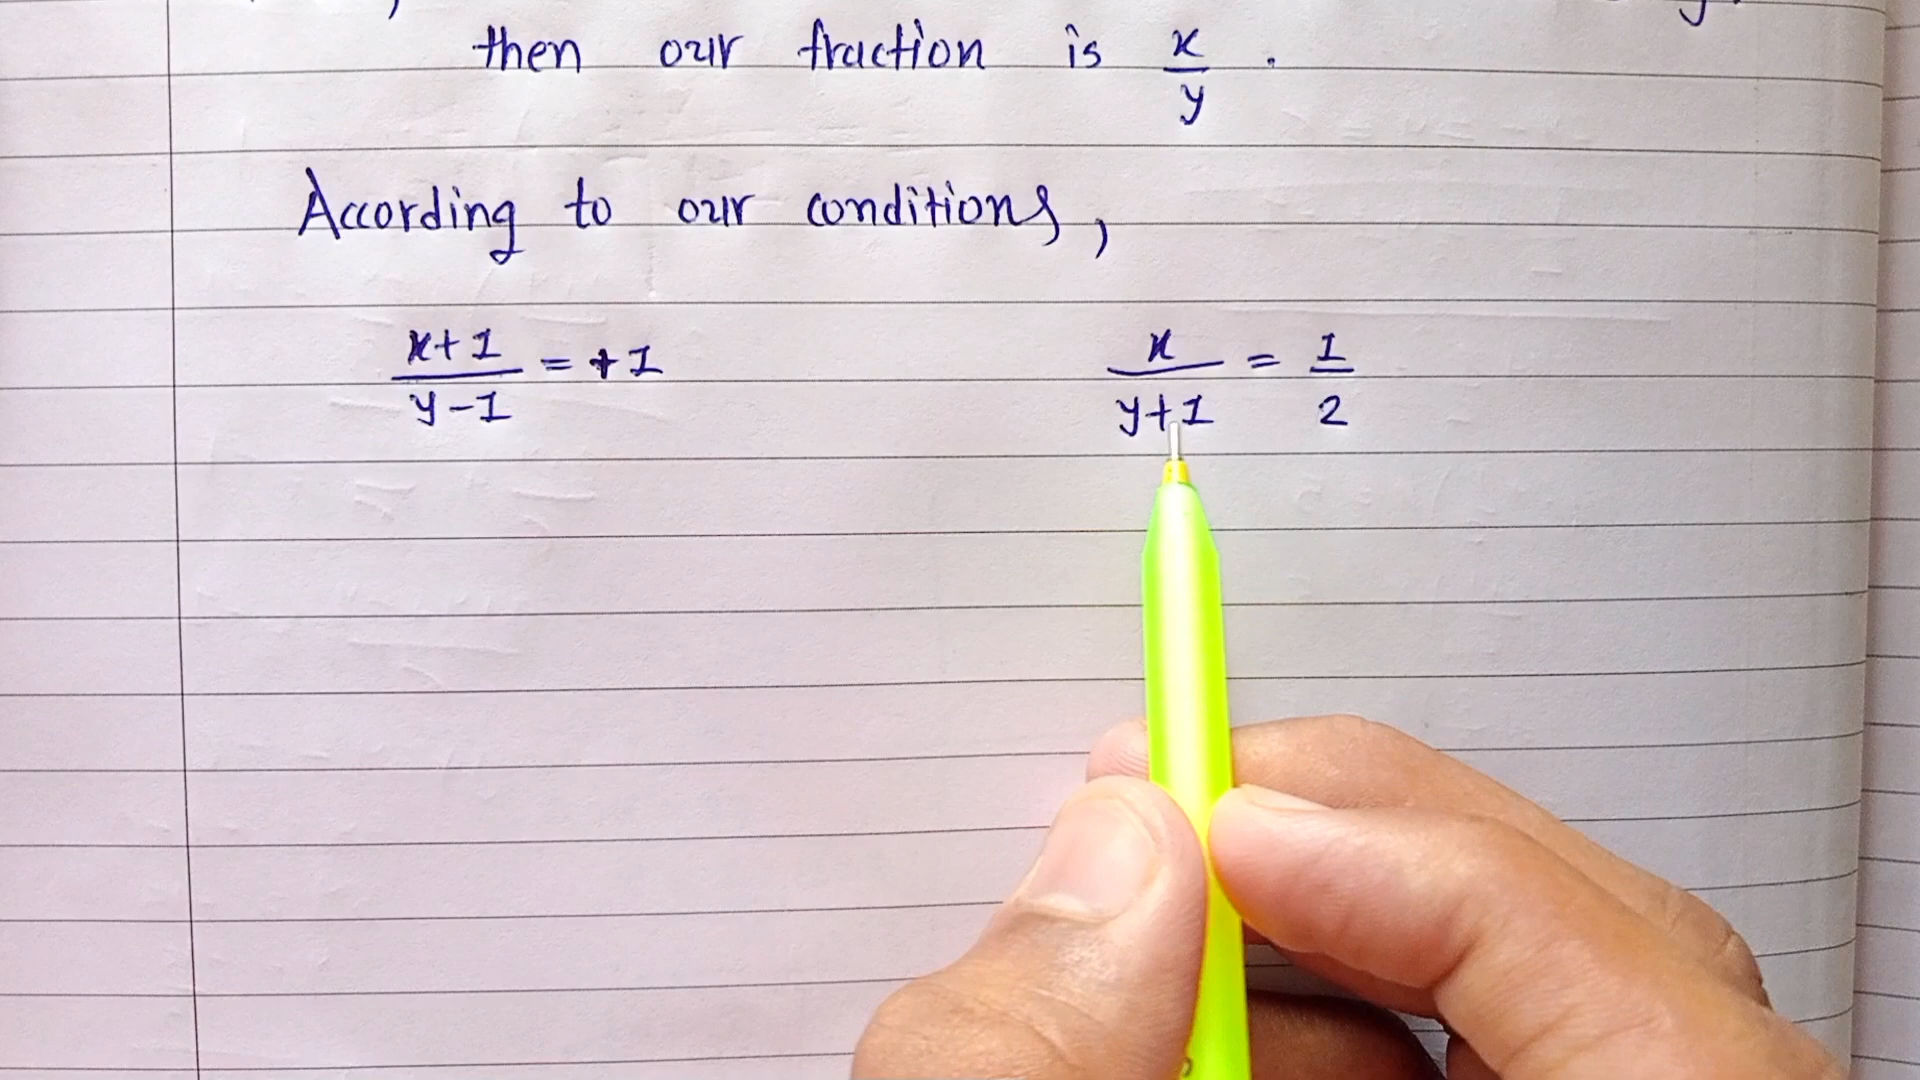 then our fraction is x/y .
According to our conditions,
(x+1)/(y-1) = +1    x/(y+1) = 1/2